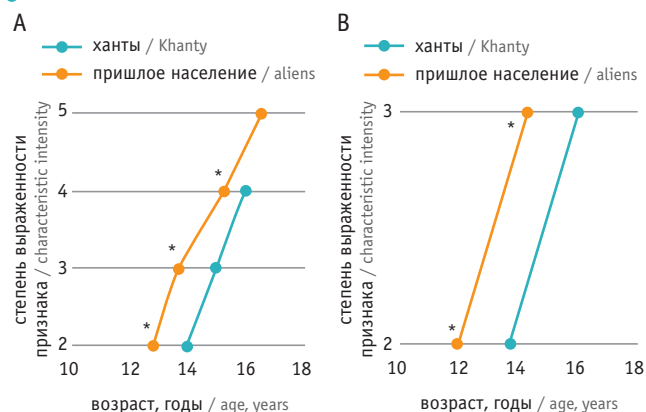 A
ханты / Khanty
пришлое население / aliens
степень выраженности
признака / characteristic intensity
5
4
3
2
10 12 14 16 18
возраст, годы / age, years
B
ханты / Khanty
пришлое население / aliens
степень выраженности
признака / characteristic intensity
3
2
10 12 14 16 18
возраст, годы / age, years
* * *
* *